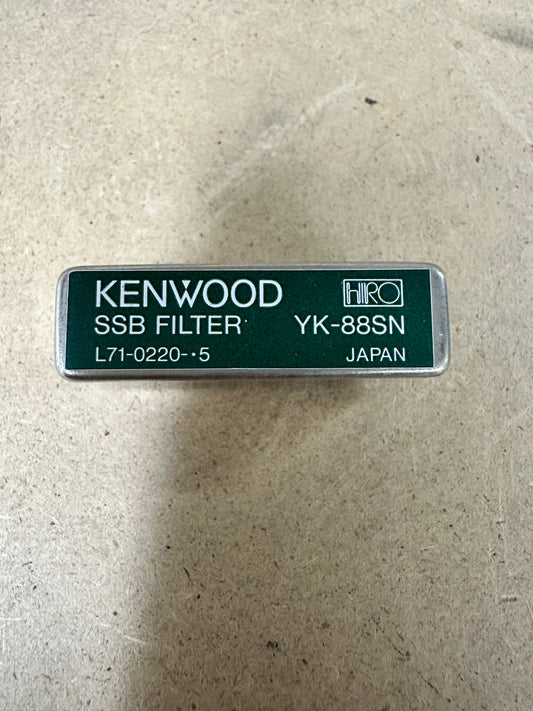 KENWOOD HIRO
SSB FILTER YK-88SN
L71-0220-•5 JAPAN